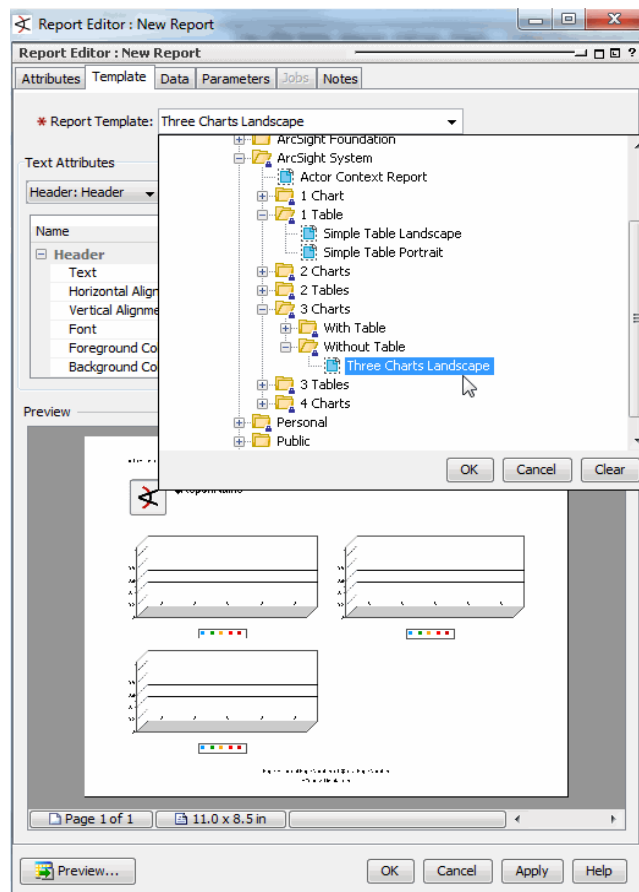 Report Editor : New Report
Report Editor : New Report
?
Attributes Template Data Parameters Jobs Notes
* Report Template: Three Charts Landscape
ArcSight Foundation
ArcSight System
Actor Context Report
1 Chart
1 Table
Simple Table Landscape
Simple Table Portrait
2 Charts
2 Tables
3 Charts
With Table
Without Table
Three Charts Landscape
3 Tables
4 Charts
Personal
Public
OK Cancel Clear
Text Attributes
Header: Header
Name
Header
Text
Horizontal Align
Vertical Alignme
Font
Foreground Co
Background Co
Preview
Page 1 of 1 11.0 x 8.5 in
Preview... OK Cancel Apply Help